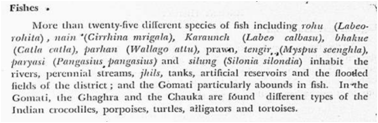 Fishes
More than twenty-five different species of fish including rohu (Labeo-
rohita), nain (Cirrhina mrigala), Karaunch (Labeo calbasu), bhakue
(Catla catla), parhan (Wallago attu), prawn, tengir, (Myspus seenghla),
paryasi (Pangasius pangasius) and silung (Silonia silondia) inhabit the
rivers, perennial streams, jhils, tanks, artificial reservoirs and the flooded
fields of the district; and the Gomati particularly abounds in fish. In the
Gomati, the Ghaghra and the Chauka are found different types of the
Indian crocodiles, porpoises, turtles, alligators and tortoises.